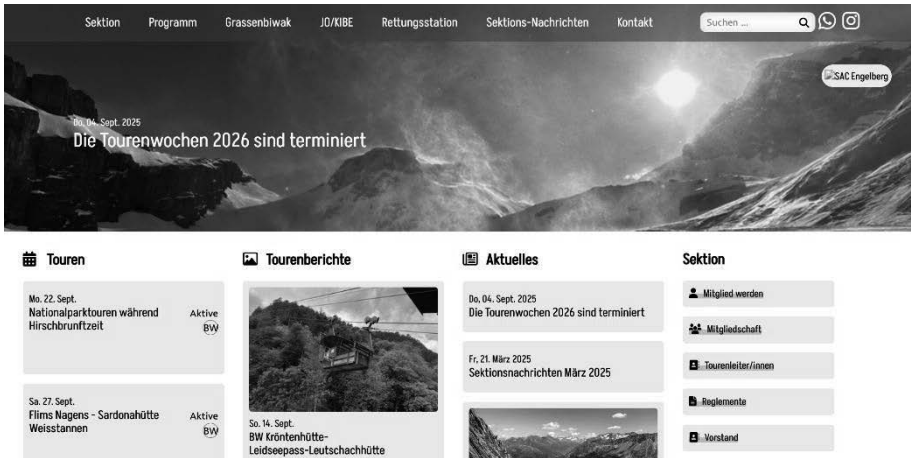 Sektion Programm Grassenbiwak JO/KIBE Rettungsstation Sektions-Nachrichten Kontakt Suchen ...
SAC Engelberg
Do, 04. Sept. 2025
Die Tourenwochen 2026 sind terminiert
Touren
Mo. 22. Sept.
Nationalparktouren während
Hirschbrunftzeit
Aktive
BW
Sa. 27. Sept.
Flims Nagens - Sardonahütte
Weisstannen
Aktive
BW
Tourenberichte
So. 14. Sept.
BW Kröntenhütte-
Leidseepass-Leutschachhütte
Aktuelles
Do, 04. Sept. 2025
Die Tourenwochen 2026 sind terminiert
Fr, 21. März 2025
Sektionsnachrichten März 2025
Sektion
Mitglied werden
Mitgliedschaft
Tourenleiter/innen
Reglemente
Vorstand